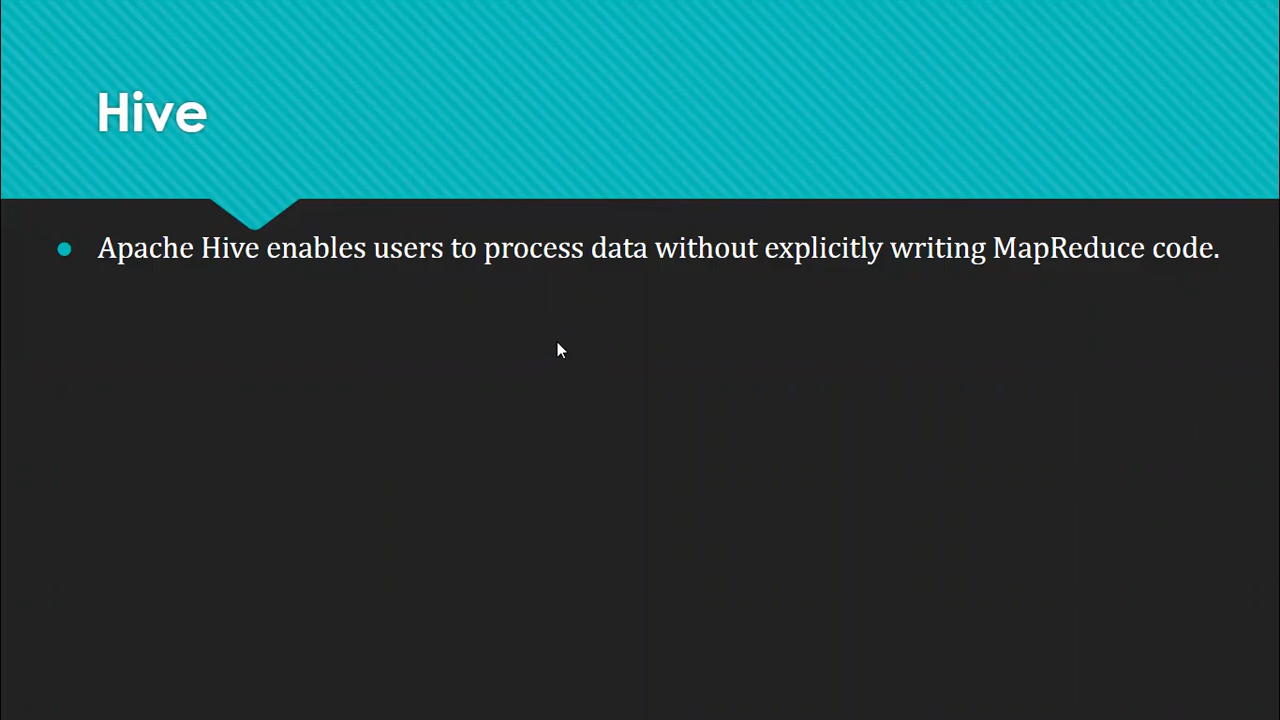 Hive
Apache Hive enables users to process data without explicitly writing MapReduce code.